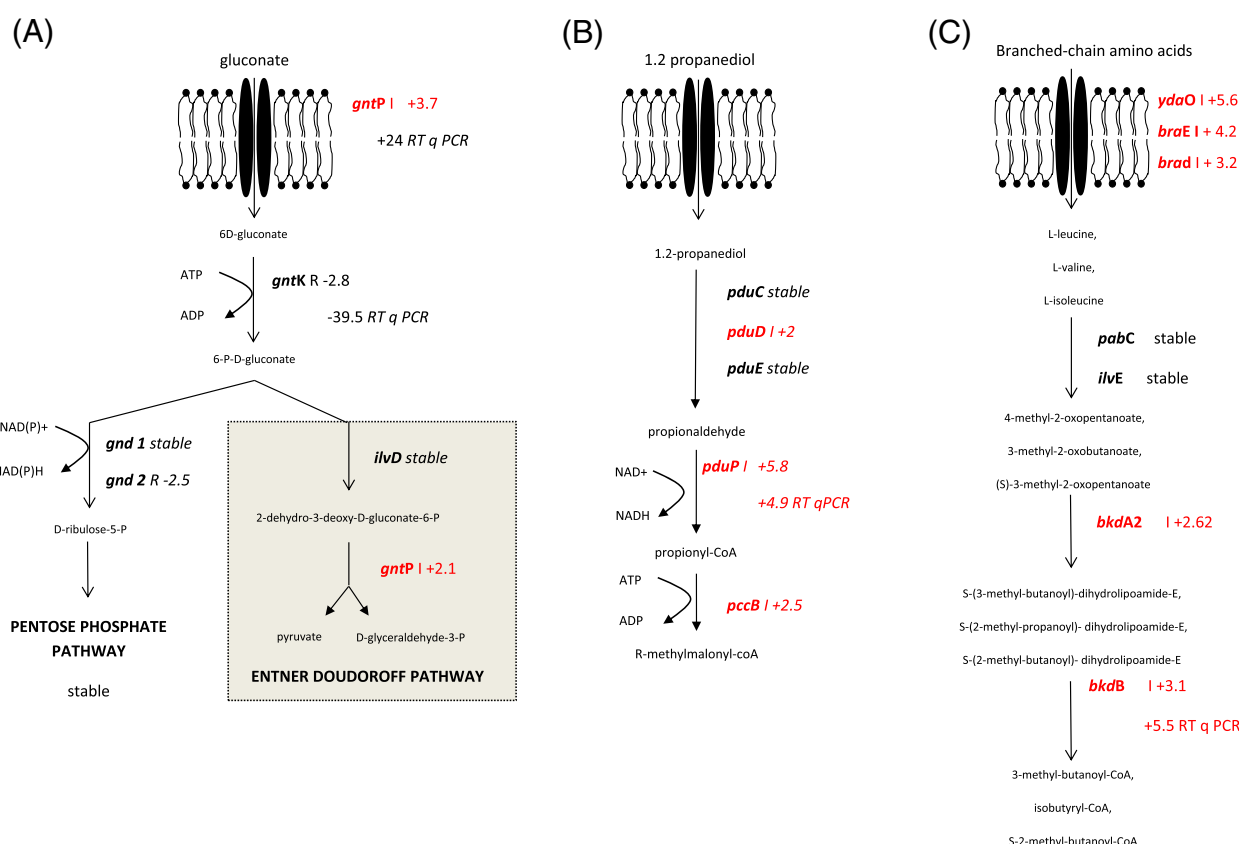 (A)
gluconate
gntP I +3.7
+24 RT q PCR
6D-gluconate
ATP
gntK R -2.8
ADP
-39.5 RT q PCR
6-P-D-gluconate
NAD(P)+
gnd 1 stable
gnd 2 R -2.5
D-ribulose-5-P
PENTOSE PHOSPHATE
PATHWAY
stable
ilvD stable
2-dehydro-3-deoxy-D-gluconate-6-P
gntP I +2.1
pyruvate
D-glyceraldehyde-3-P
ENTNER DOUDOROFF PATHWAY
(B)
1.2 propanediol
1.2-propanediol
pduC stable
pduD I +2
pduE stable
propionaldehyde
NAD+
pduP I +5.8
+4.9 RT qPCR
NADH
propionyl-CoA
ATP
pccB I +2.5
ADP
R-methylmalonyl-coA
(C)
Branched-chain amino acids
ydaO I +5.6
braE I + 4.2
brad I + 3.2
L-leucine,
L-valine,
L-isoleucine
pabC stable
ilvE stable
4-methyl-2-oxopentanoate,
3-methyl-2-oxobutanoate,
(S)-3-methyl-2-oxopentanoate
bkdA2 I +2.62
S-(3-methyl-butanoyl)-dihydrolipoamide-E,
S-(2-methyl-propanoyl)- dihydrolipoamide-E,
S-(2-methyl-butanoyl)- dihydrolipoamide-E
bkdB I +3.1
+5.5 RT q PCR
3-methyl-butanoyl-CoA,
isobutyryl-CoA,
S-2-methyl-butanoyl-CoA